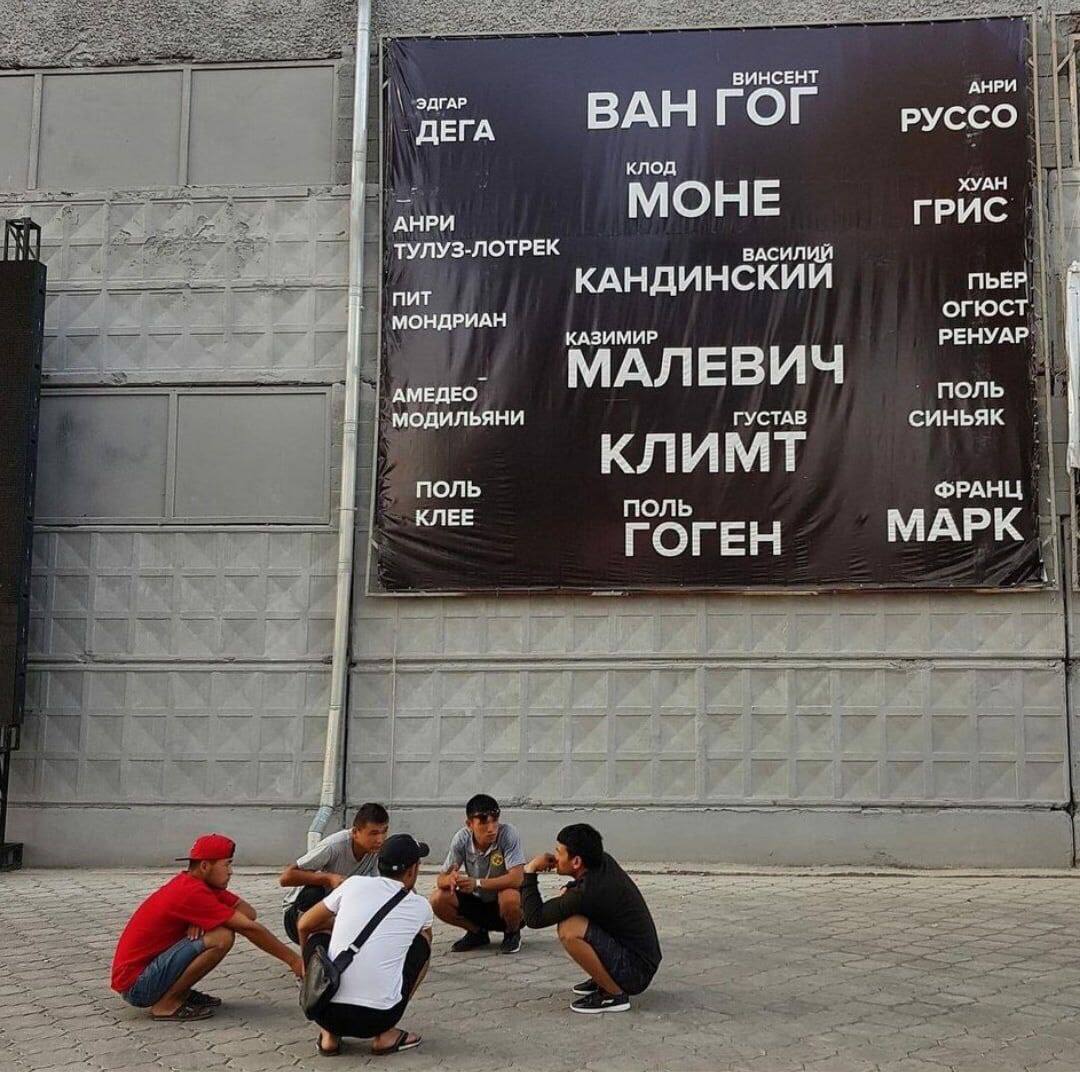 ЭДГАР
ДЕГА
АНРИ
ТУЛУЗ-ЛОТРЕК
ПИТ
МОНДРИАН
АМЕДЕО
МОДИЛЬЯНИ
ПОЛЬ
КЛЕЕ
ВИНСЕНТ
ВАН ГОГ
КЛОД
МОНЕ
ВАСИЛИЙ
КАНДИНСКИЙ
КАЗИМИР
МАЛЕВИЧ
ГУСТАВ
КЛИМТ
ПОЛЬ
ГОГЕН
АНРИ
РУССО
ХУАН
ГРИС
ПЬЕР
ОГЮСТ
РЕНУАР
ПОЛЬ
СИНЬЯК
ФРАНЦ
МАРК